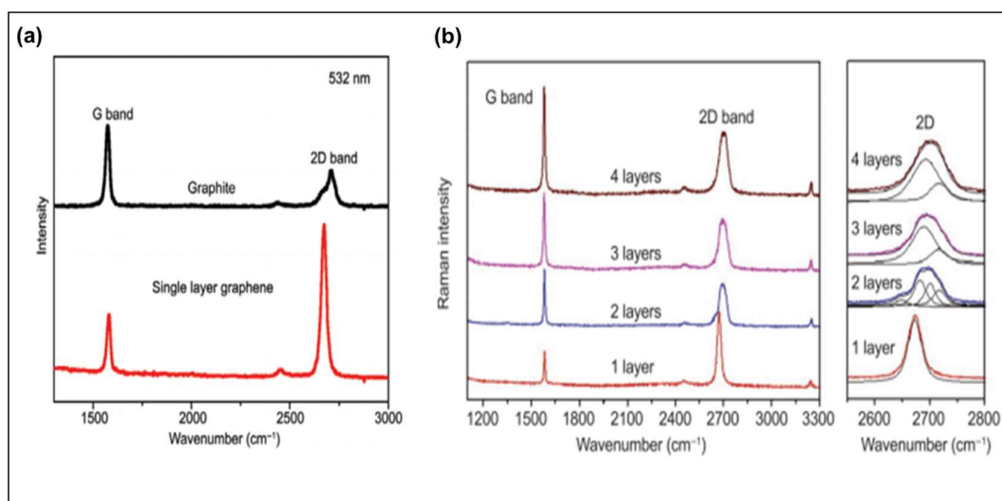 (a)
532 nm
G band
2D band
Graphite
Single layer graphene
Intensity
1500
2000
2500
3000
Wavenumber (cm⁻¹)
(b)
G band
2D band
4 layers
3 layers
2 layers
1 layer
Raman intensity
1200
1500
1800
2100
2400
2700
3000
3300
Wavenumber (cm⁻¹)
2D
4 layers
3 layers
2 layers
1 layer
2600
2700
2800
Wavenumber (cm⁻¹)